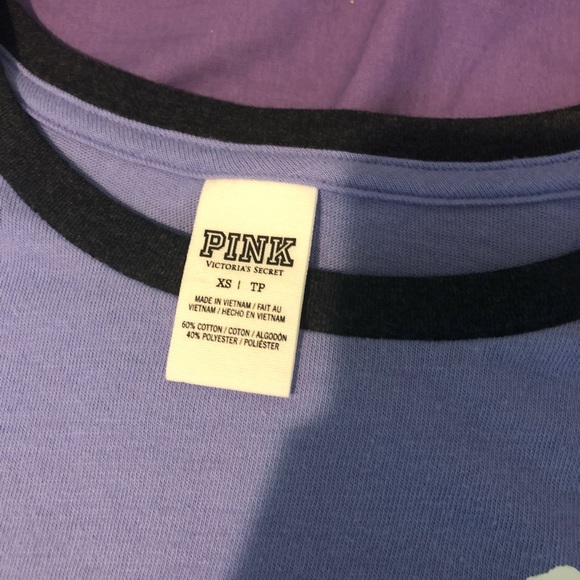 PINK
VICTORIA'S SECRET
XS | TP
MADE IN VIETNAM / FAIT AU
VIETNAM / HECHO EN VIETNAM
60% COTTON / COTON / ALGODÓN
40% POLYESTER / POLIÉSTER